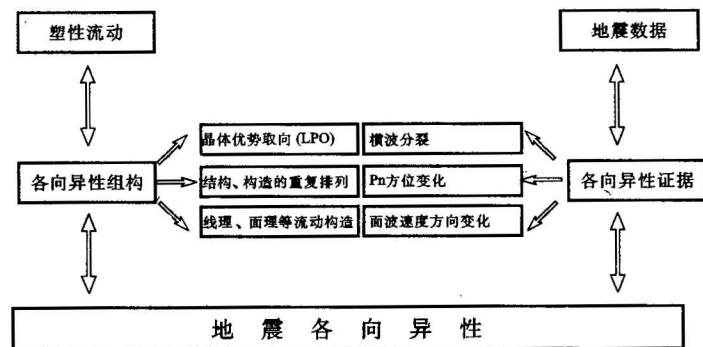 塑性流动
地震数据
晶体优势取向 (LPO)
横波分裂
各向异性组构
结构、构造的重复排列
Pn方位变化
各向异性证据
线理、面理等流动构造
面波速度方向变化
地震各向异性